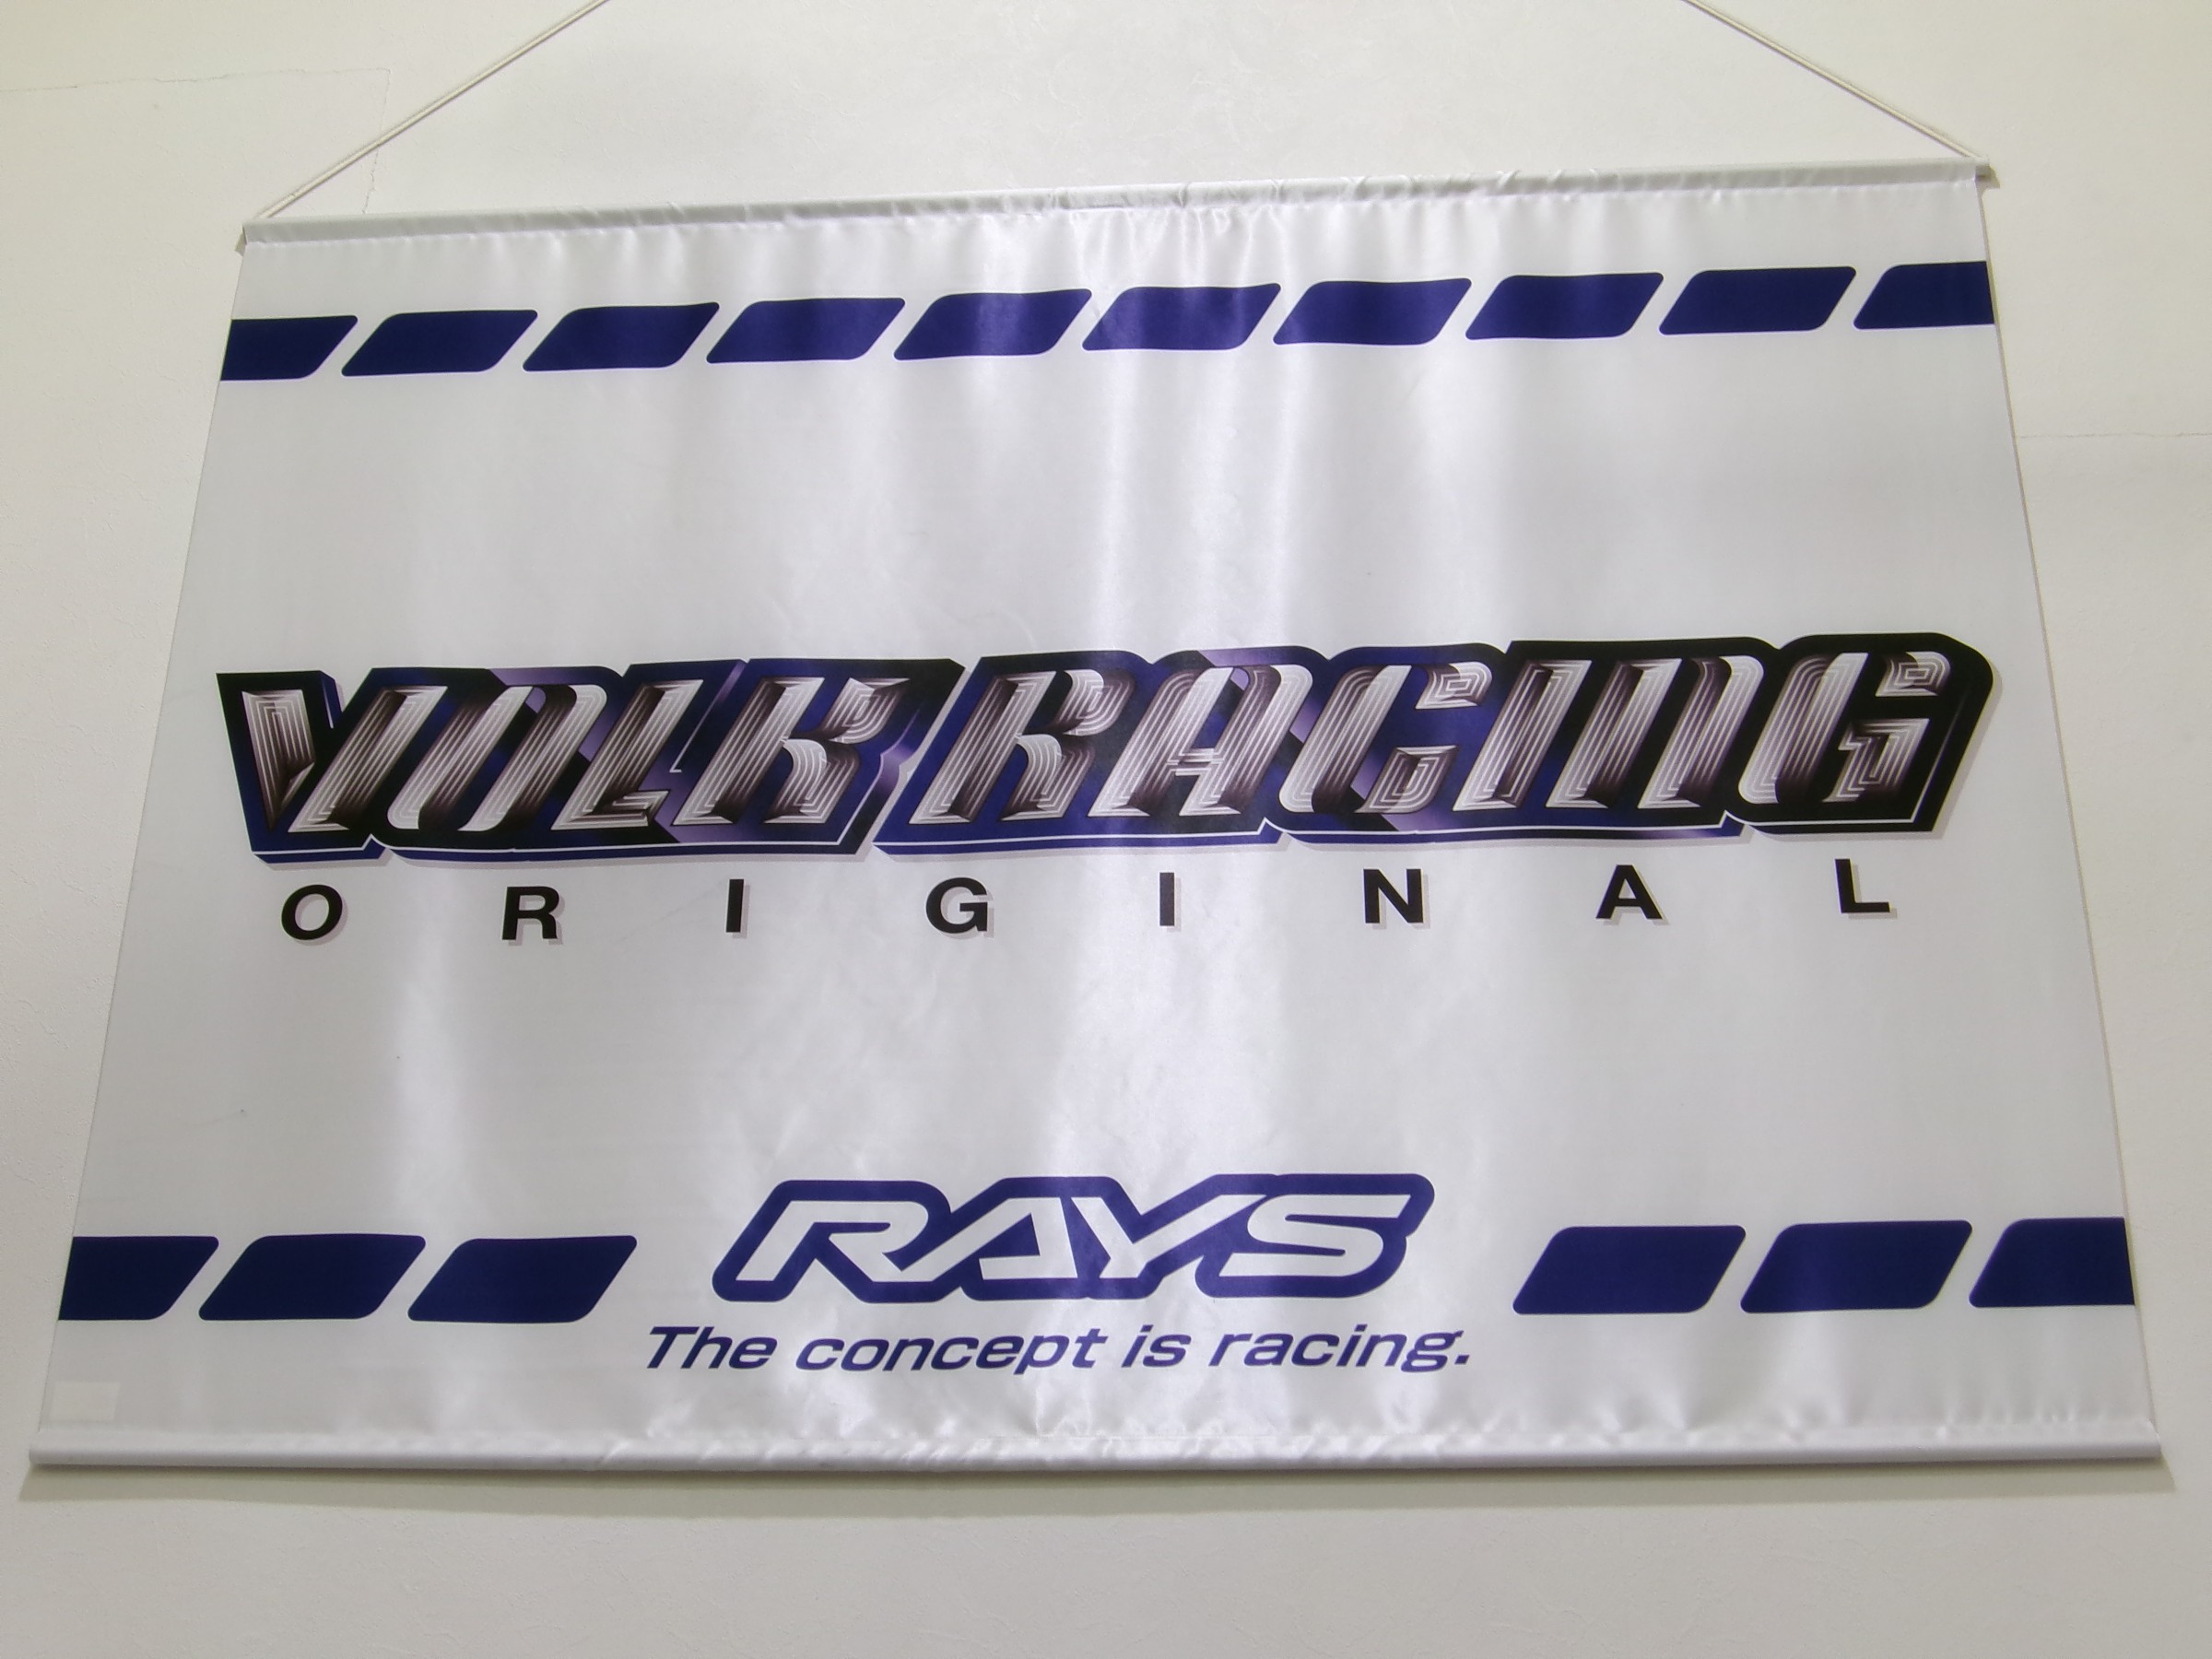 VOLK RACING
ORIGINAL
RAYS
The concept is racing.